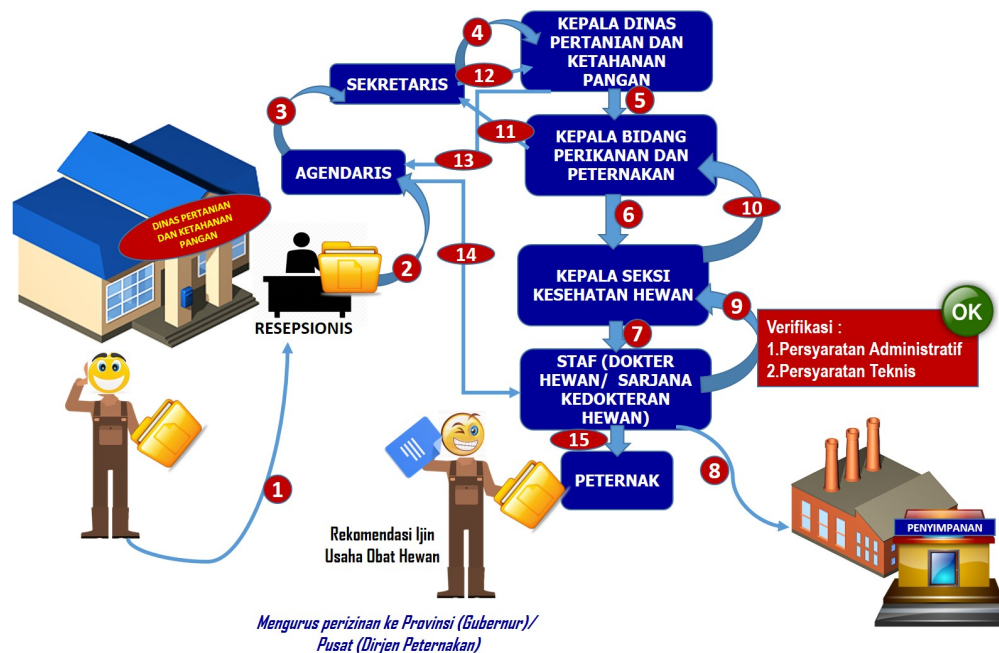 KEPALA DINAS
PERTANIAN DAN
KETAHANAN
PANGAN
4
12
SEKRETARIS
5
3
11
KEPALA BIDANG
PERIKANAN DAN
PETERNAKAN
13
AGENDARIS
DINAS PERTANIAN
DAN KETAHANAN
PANGAN
6
10
2
14
KEPALA SEKSI
KESEHATAN HEWAN
RESEPSIONIS
9
OK
7
Verifikasi :
1.Persyaratan Administratif
2.Persyaratan Teknis
STAF (DOKTER
HEWAN/ SARJANA
KEDOKTERAN
HEWAN)
15
8
PETERNAK
1
Rekomendasi Ijin
Usaha Obat Hewan
PENYIMPANAN
Mengurus perizinan ke Provinsi (Gubernur)/
Pusat (Dirjen Peternakan)